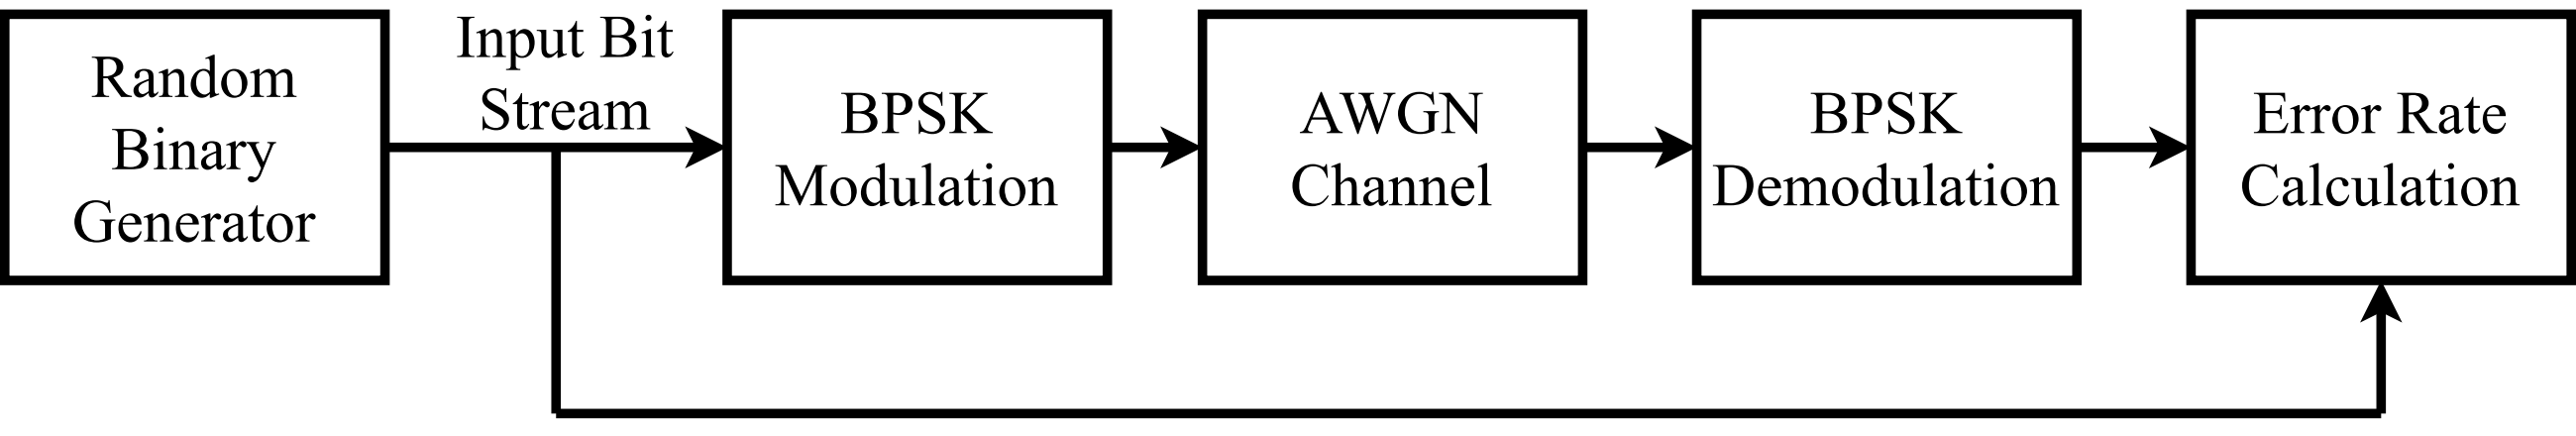 Random
Binary
Generator
Input Bit
Stream
BPSK
Modulation
AWGN
Channel
BPSK
Demodulation
Error Rate
Calculation